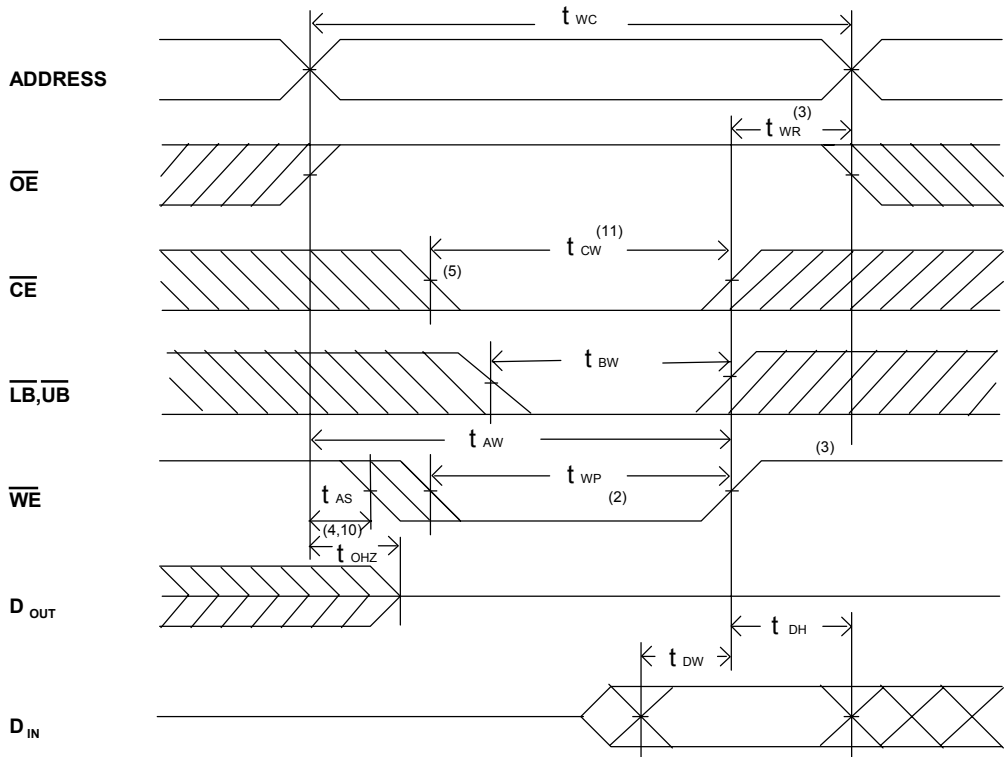 t WC
ADDRESS
t WR (3)
OE
t CW (11)
CE
(5)
t BW
LB,UB
t AW
(3)
WE
t AS
t WP
(2)
(4,10)
t OHZ
D OUT
t DH
t DW
D IN